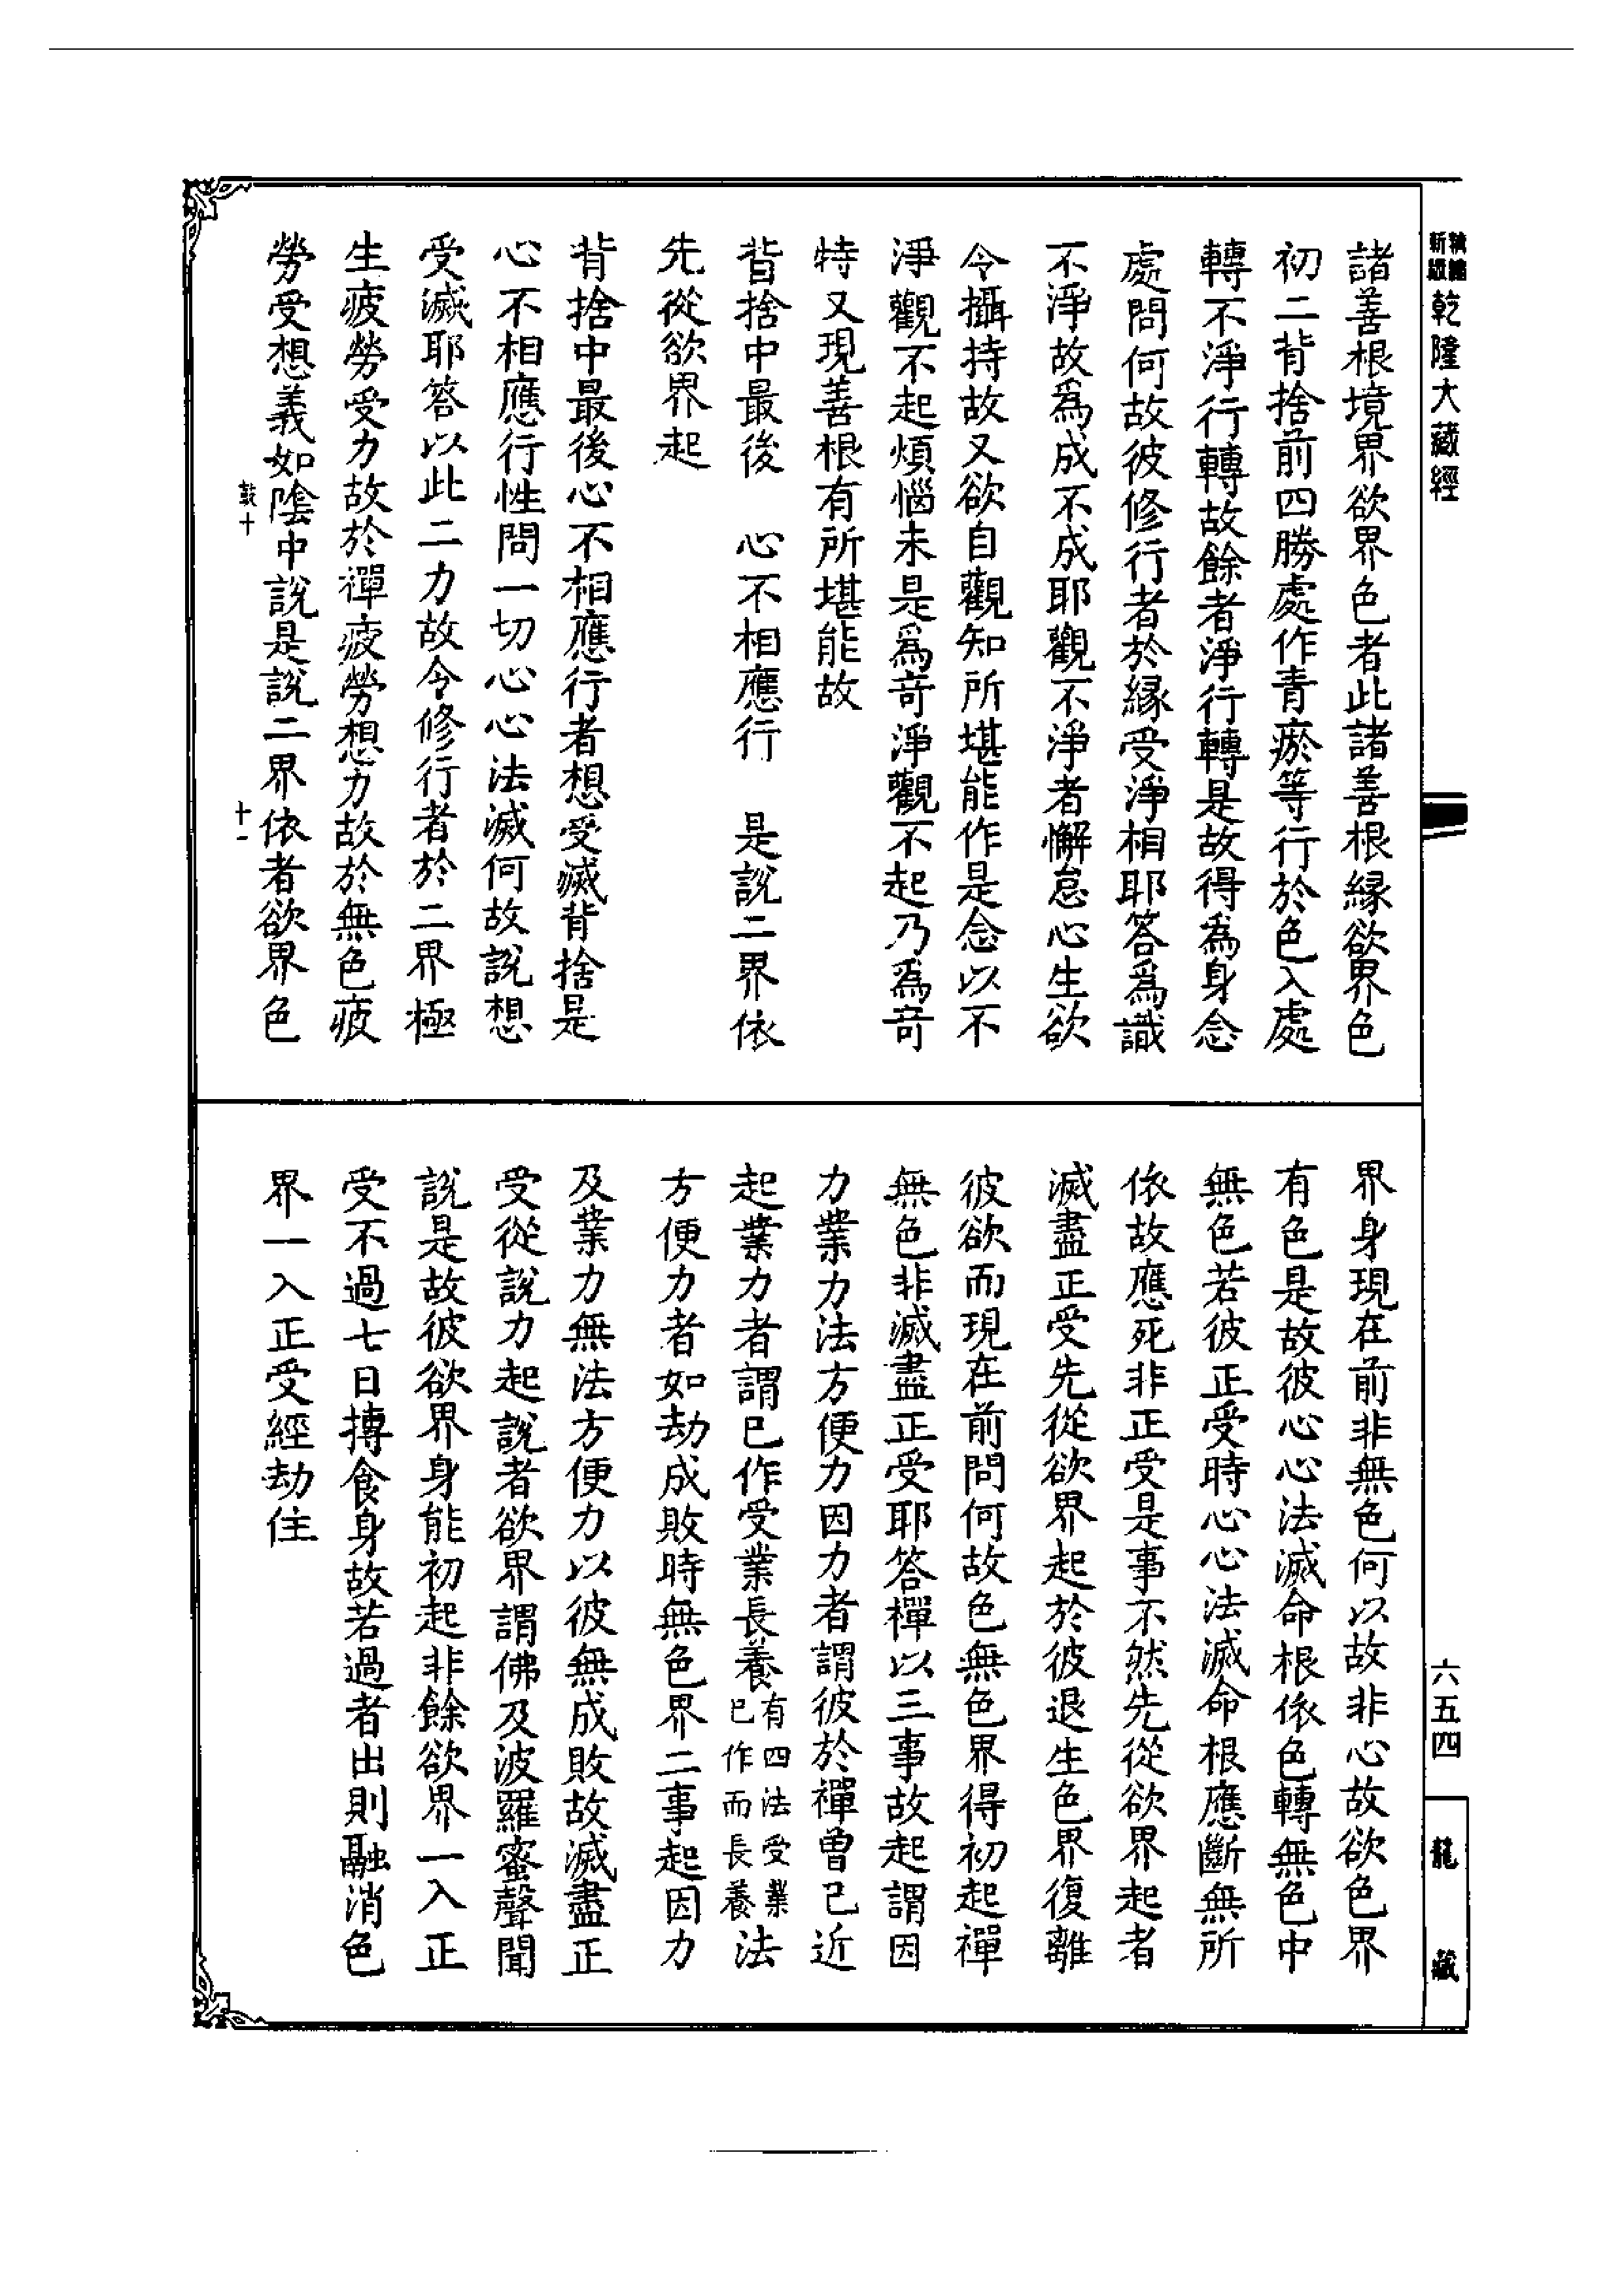 精縮
新版
乾隆大藏經
六五四
龍藏
諸善根境界欲界色者此諸善根緣欲界色
初二背捨前四勝處作青瘀等行於色入處
轉不淨行轉故餘者淨行轉是故得為身念
處問何故彼修行者於緣受淨相耶答爲識
不淨故爲成不成耶觀不淨者懈怠心生欲
令攝持故又欲自觀知所堪能作是念以不
淨觀不起煩惱未是爲奇淨觀不起乃爲奇
特又現善根有所堪能故
背捨中最後 心不相應行 是說二界依
先從欲界起
背捨中最後心不相應行者想受滅背捨是
心不相應行性問一切心心法滅何故說想
受滅耶答以此二力故令修行者於二界極
生疲勞受力故於禪疲勞想力故於無色疲
勞受想義如陰中說是說二界依者欲界色
鼓十
十一
界身現在前非無色何以故非心故欲色界
有色是故彼心心法滅命根依色轉無色中
無色若彼正受時心心法滅命根應斷無所
依故應死非正受是事不然先從欲界起者
滅盡正受先從欲界起於彼退生色界復離
彼欲而現在前問何故色無色界得初起禪
無色非滅盡正受耶答禪以三事故起謂因
力業力法方便力因力者謂彼於禪曾已近
起業力者謂已作受業長養有四法受業已作而長養法
方便力者如劫成敗時無色界二事起因力
及業力無法方便力以彼無成敗故滅盡正
受從說力起說者欲界謂佛及波羅蜜聲聞
說是故彼欲界身能初起非餘欲界一入正
受不過七日摶食身故若過者出則融消色
界一入正受經劫住